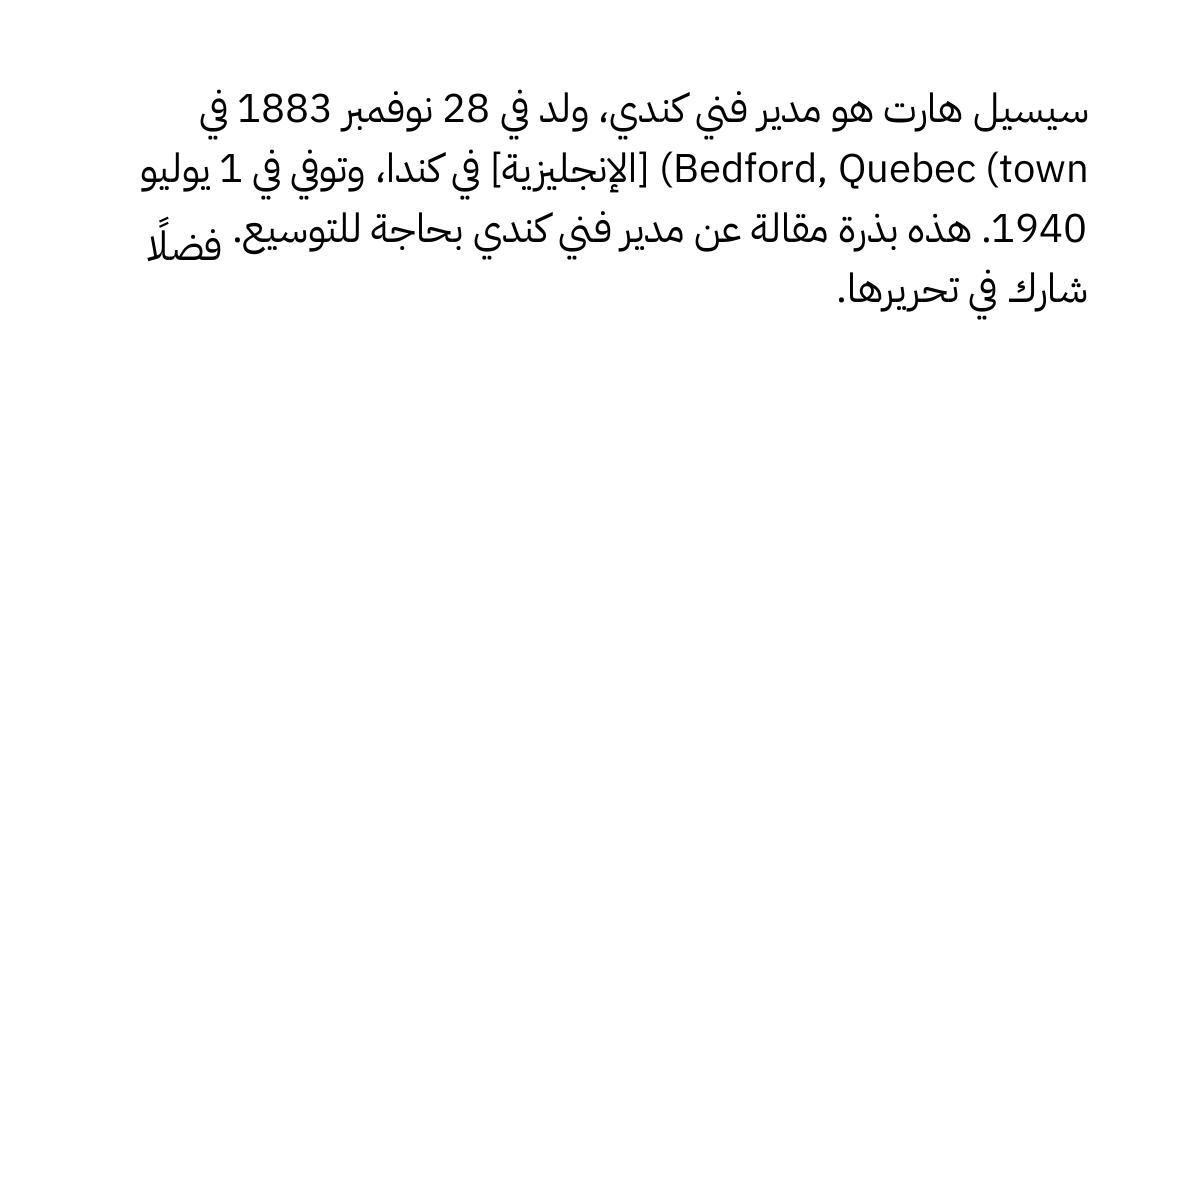 سيسيل هارت هو مدير فني كندي، ولد في 28 نوفمبر 1883 في
Bedford, Quebec (town) [الإنجليزية] في كندا، وتوفي في 1 يوليو
1940. هذه بذرة مقالة عن مدير فني كندي بحاجة للتوسيع. فضلًا
شارك في تحريرها.